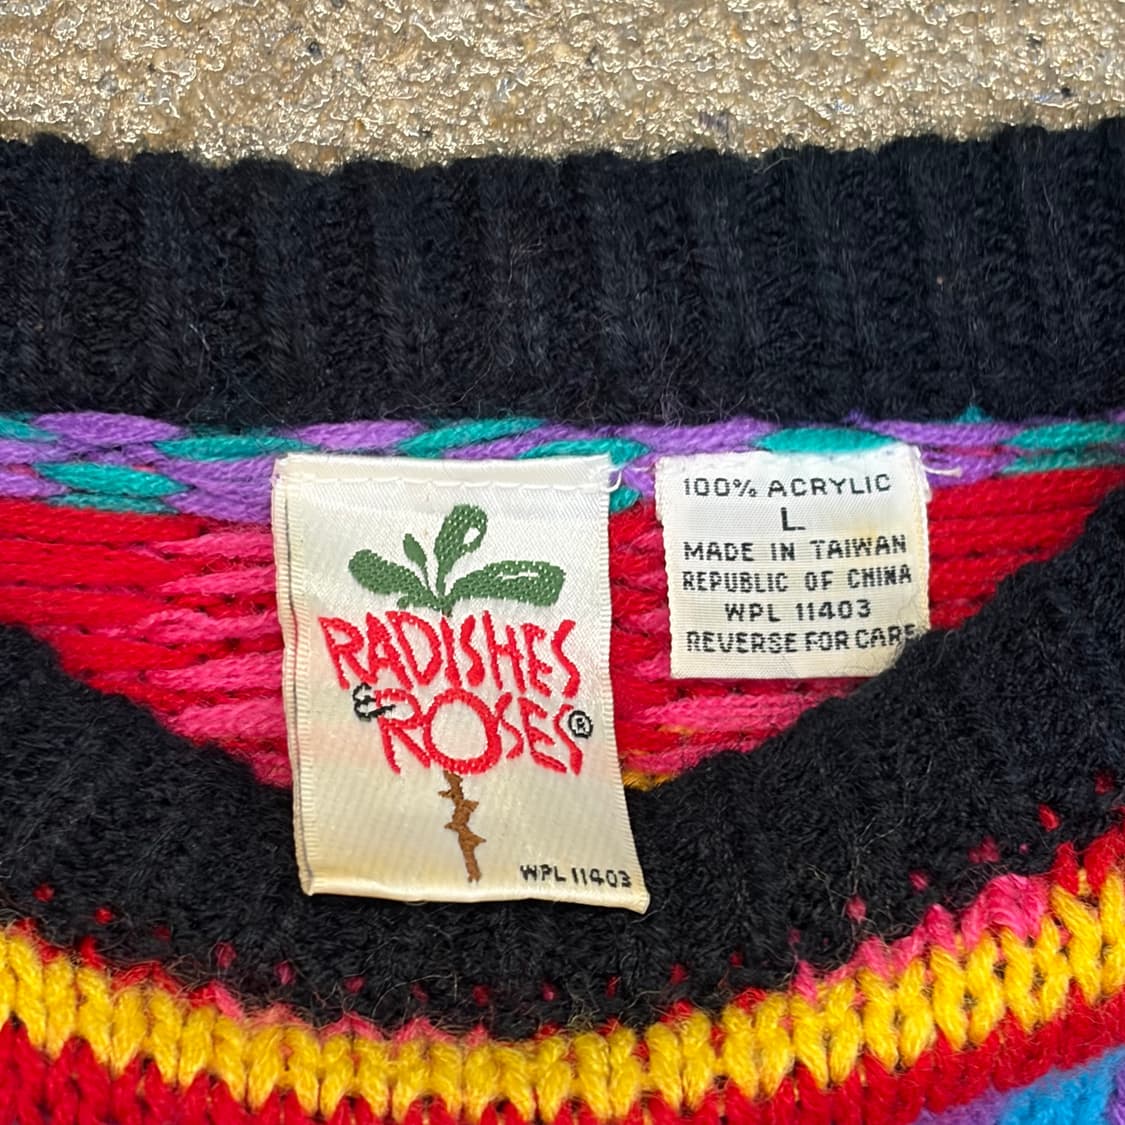 RADISHES
& ROSES®
WPL 11403
100% ACRYLIC
L
MADE IN TAIWAN
REPUBLIC OF CHINA
WPL 11403
REVERSE FOR CARE